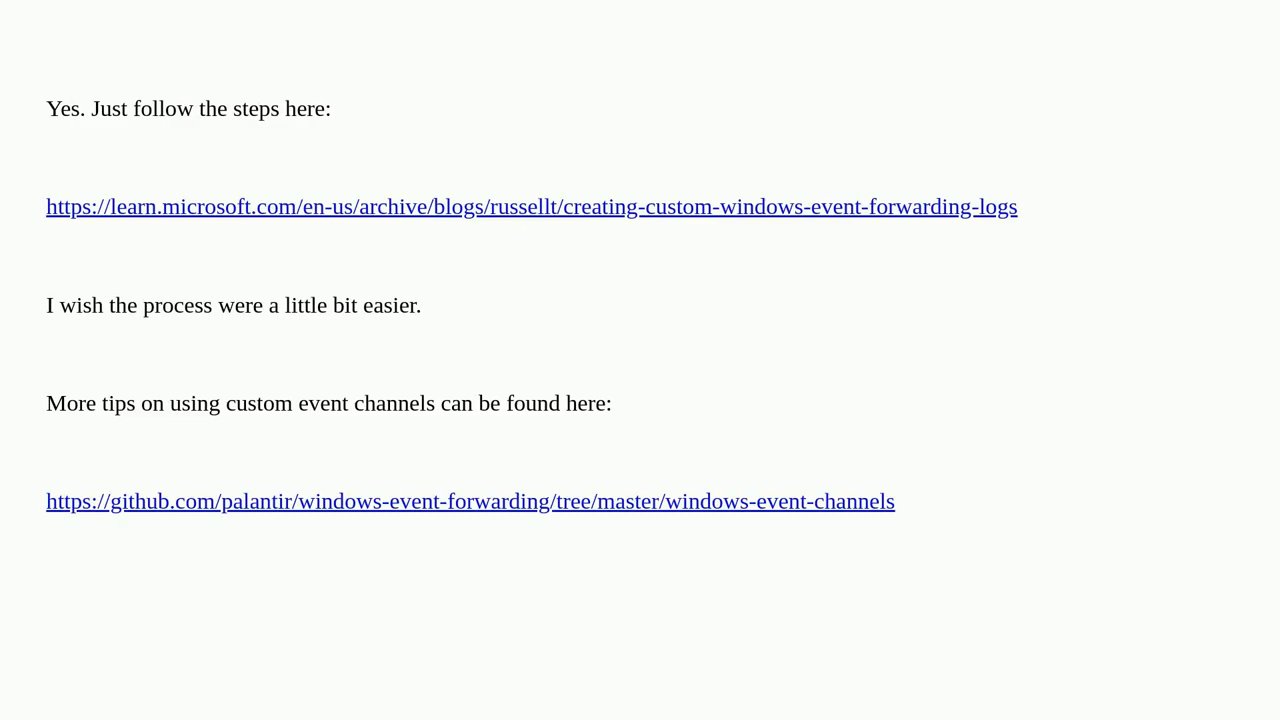 Yes. Just follow the steps here:
https://learn.microsoft.com/en-us/archive/blogs/russellt/creating-custom-windows-event-forwarding-logs
I wish the process were a little bit easier.
More tips on using custom event channels can be found here:
https://github.com/palantir/windows-event-forwarding/tree/master/windows-event-channels